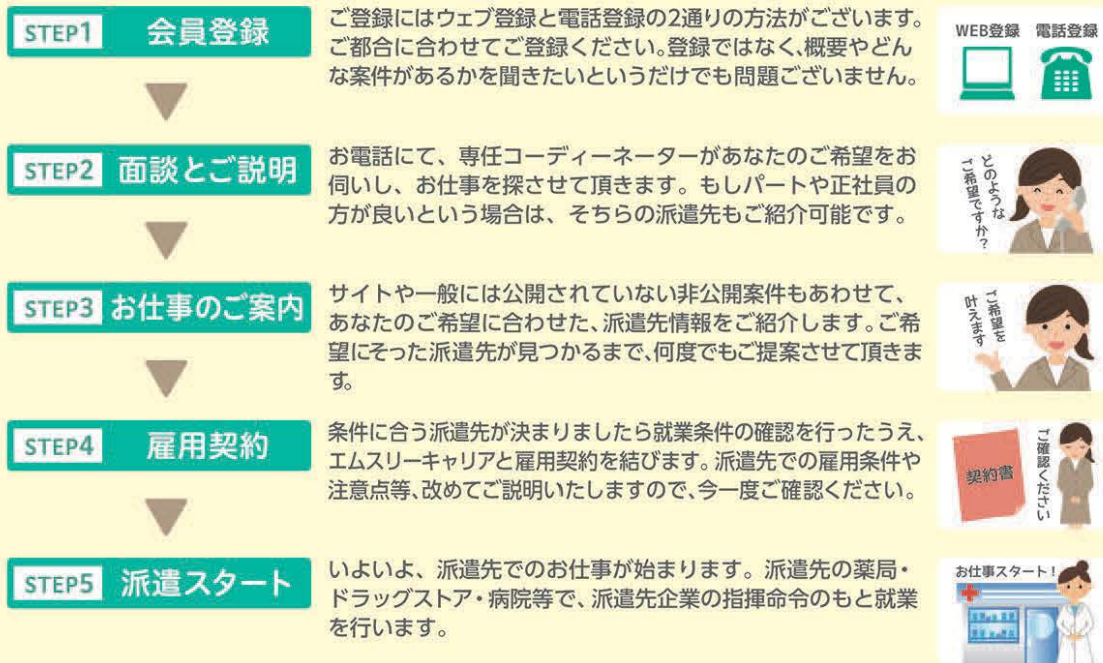 STEP1 会員登録
ご登録にはウェブ登録と電話登録の2通りの方法がございます。
ご都合に合わせてご登録ください。登録ではなく、概要やどん
な案件があるかを聞きたいというだけでも問題ございません。
WEB登録 電話登録
STEP2 面談とご説明
お電話にて、専任コーディーネーターがあなたのご希望をお
伺いし、お仕事を探させて頂きます。もしパートや正社員の
方が良いという場合は、そちらの派遣先もご紹介可能です。
どのような
ご希望ですか?
STEP3 お仕事のご案内
サイトや一般には公開されていない非公開案件もあわせて、
あなたのご希望に合わせた、派遣先情報をご紹介します。ご希
望にそった派遣先が見つかるまで、何度でもご提案させて頂きま
す。
ご希望を
叶えます
STEP4 雇用契約
条件に合う派遣先が決まりましたら就業条件の確認を行ったうえ、
エムスリーキャリアと雇用契約を結びます。派遣先での雇用条件や
注意点等、改めてご説明いたしますので、今一度ご確認ください。
契約書
ご確認ください
STEP5 派遣スタート
いよいよ、派遣先でのお仕事が始まります。派遣先の薬局・
ドラッグストア・病院等で、派遣先企業の指揮命令のもと就業
を行います。
お仕事スタート!